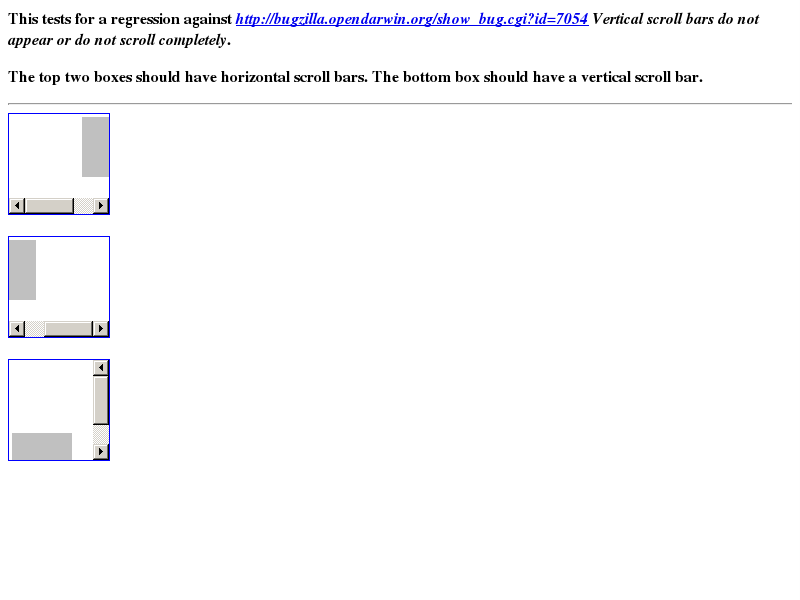 This tests for a regression against http://bugzilla.opendarwin.org/show_bug.cgi?id=7054 Vertical scroll bars do not
appear or do not scroll completely.
The top two boxes should have horizontal scroll bars. The bottom box should have a vertical scroll bar.